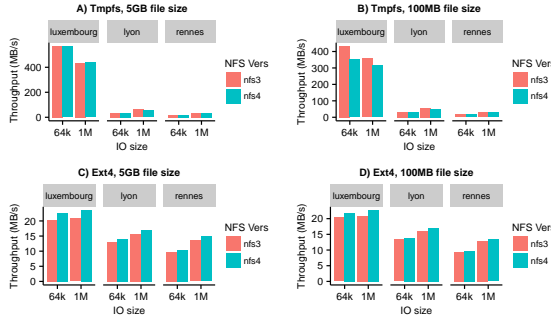 A) Tmpfs, 5GB file size
luxembourg lyon rennes
Throughput (MB/s)
400
200
0
64k 1M 64k 1M 64k 1M
IO size
NFS Vers
nfs3
nfs4
B) Tmpfs, 100MB file size
luxembourg lyon rennes
Throughput (MB/s)
400
300
200
100
0
64k 1M 64k 1M 64k 1M
IO size
NFS Vers
nfs3
nfs4
C) Ext4, 5GB file size
luxembourg lyon rennes
Throughput (MB/s)
20
15
10
5
0
64k 1M 64k 1M 64k 1M
IO size
NFS Vers
nfs3
nfs4
D) Ext4, 100MB file size
luxembourg lyon rennes
Throughput (MB/s)
20
15
10
5
0
64k 1M 64k 1M 64k 1M
IO size
NFS Vers
nfs3
nfs4